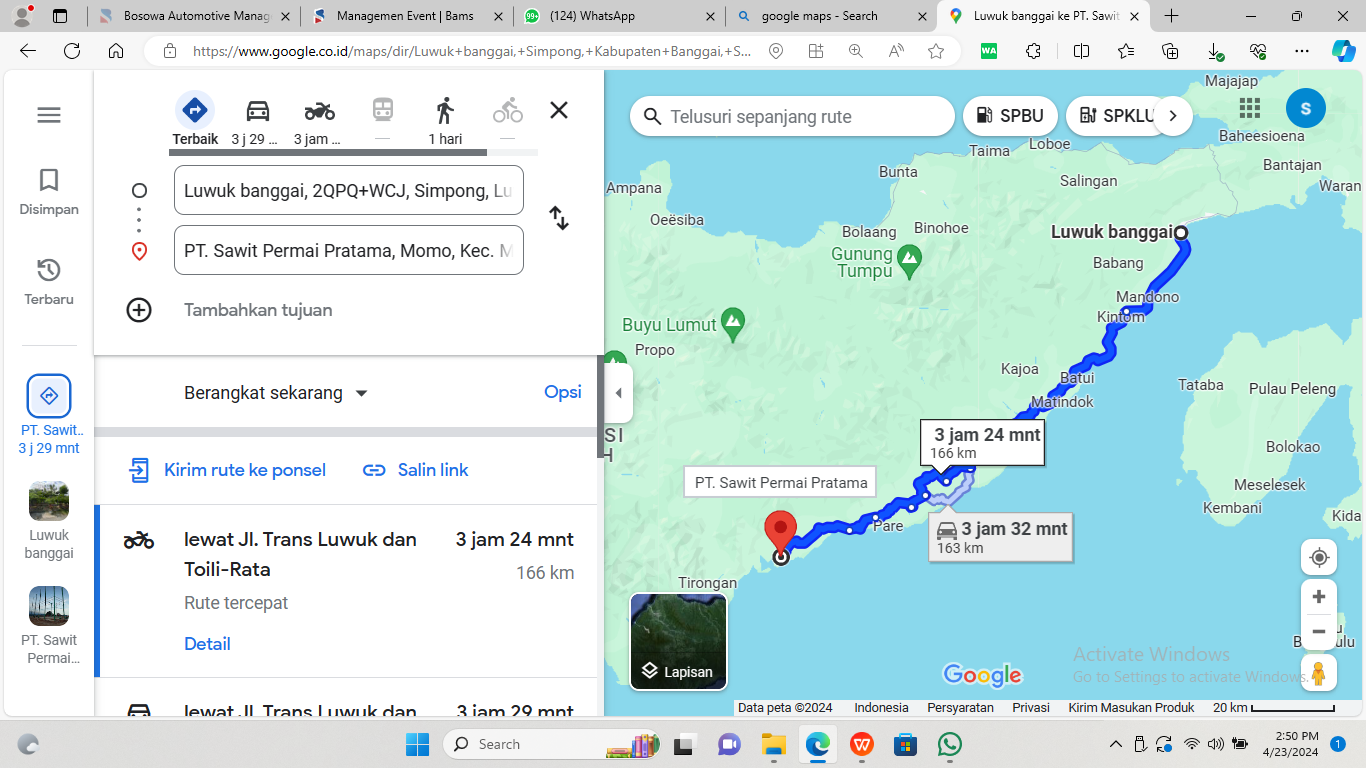 Bosowa Automotive Manag
Managemen Event | Bams
99+
(124) WhatsApp
google maps - Search
Luwuk banggai ke PT. Sawit
https://www.google.co.id/maps/dir/Luwuk+banggai,+Simpong,+Kabupaten+Banggai,+S...
WA
Terbaik
3 j 29 ...
3 jam ...
—
1 hari
—
Luwuk banggai, 2QPQ+WCJ, Simpong, Lu
PT. Sawit Permai Pratama, Momo, Kec. M
Tambahkan tujuan
Berangkat sekarang
Opsi
Kirim rute ke ponsel
Salin link
lewat Jl. Trans Luwuk dan
Toili-Rata
3 jam 24 mnt
166 km
Rute tercepat
Detail
lewat Jl. Trans Luwuk dan
3 jam 29 mnt
Disimpan
Terbaru
PT. Sawit..
3 j 29 mnt
Luwuk
banggai
PT. Sawit
Permai...
Telusuri sepanjang rute
SPBU
SPKLU
S
Majajap
Baheesioena
Loboe
Taima
Bantajan
Bunta
Salingan
Waran
Ampana
Oeësiba
Bolaang
Binohoe
Luwuk banggai
Gunung
Tumpu
Babang
Mandono
Kintom
Buyu Lumut
Propo
Kajoa
Batui
Tataba
Pulau Peleng
Matindok
SI
H
3 jam 24 mnt
166 km
Bolokao
PT. Sawit Permai Pratama
Meselesek
Kembani
Kida
Pare
3 jam 32 mnt
163 km
Tirongan
Lapisan
Google
Activate Windows
Go to Settings to activate Windows.
Data peta ©2024
Indonesia
Persyaratan
Privasi
Kirim Masukan Produk
20 km
Search
2:50 PM
4/23/2024
1